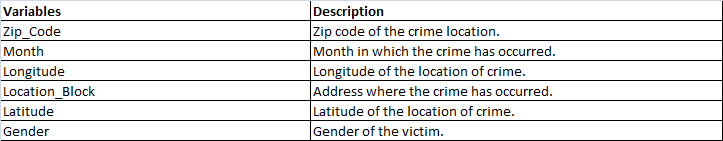 Variables Description
Zip_Code Zip code of the crime location.
Month Month in which the crime has occurred.
Longitude Longitude of the location of crime.
Location_Block Address where the crime has occurred.
Latitude Latitude of the location of crime.
Gender Gender of the victim.